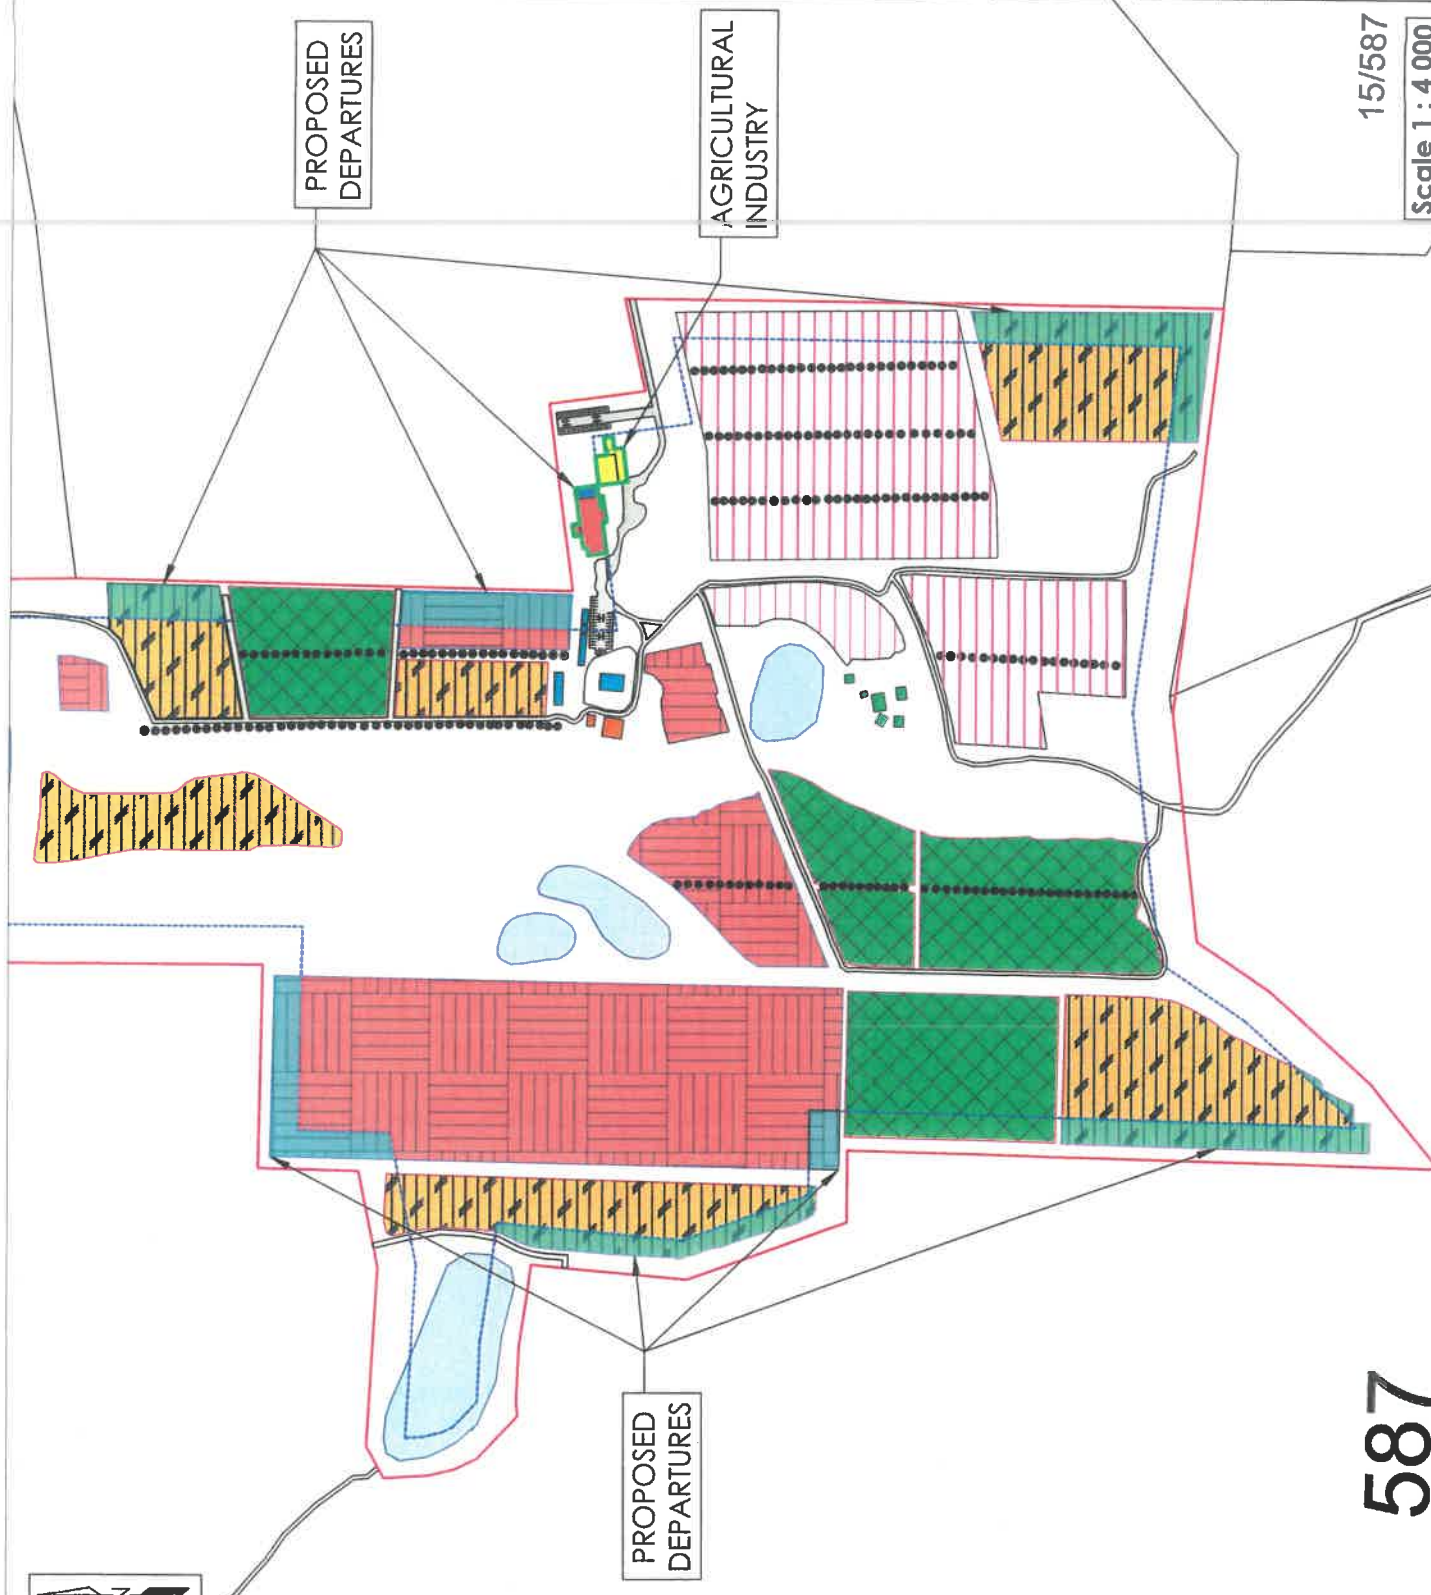 PROPOSED
DEPARTURES
AGRICULTURAL
INDUSTRY
15/587
Scale 1 : 4 000
PROPOSED
DEPARTURES
587